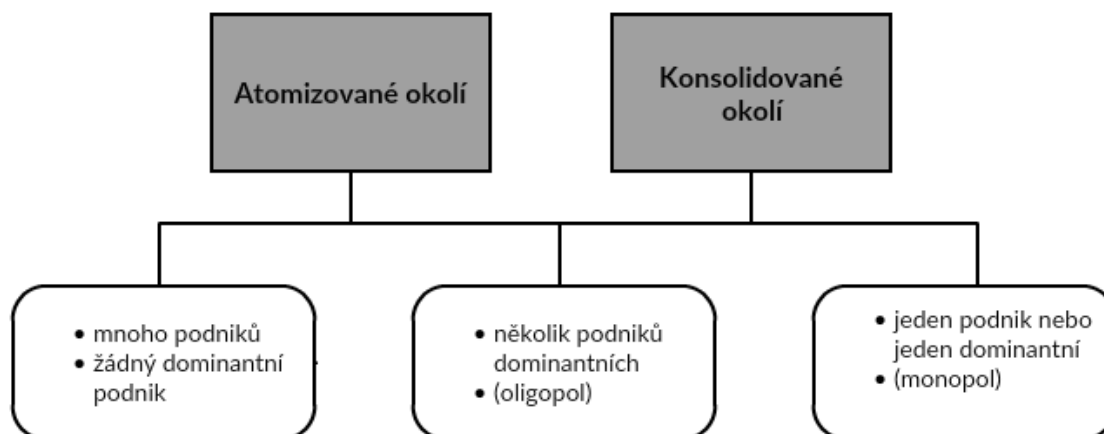 Atomizované okolí
Konsolidované
okolí
• mnoho podniků
• žádný dominantní
podnik
• několik podniků
dominantních
• (oligopol)
• jeden podnik nebo
jeden dominantní
• (monopol)